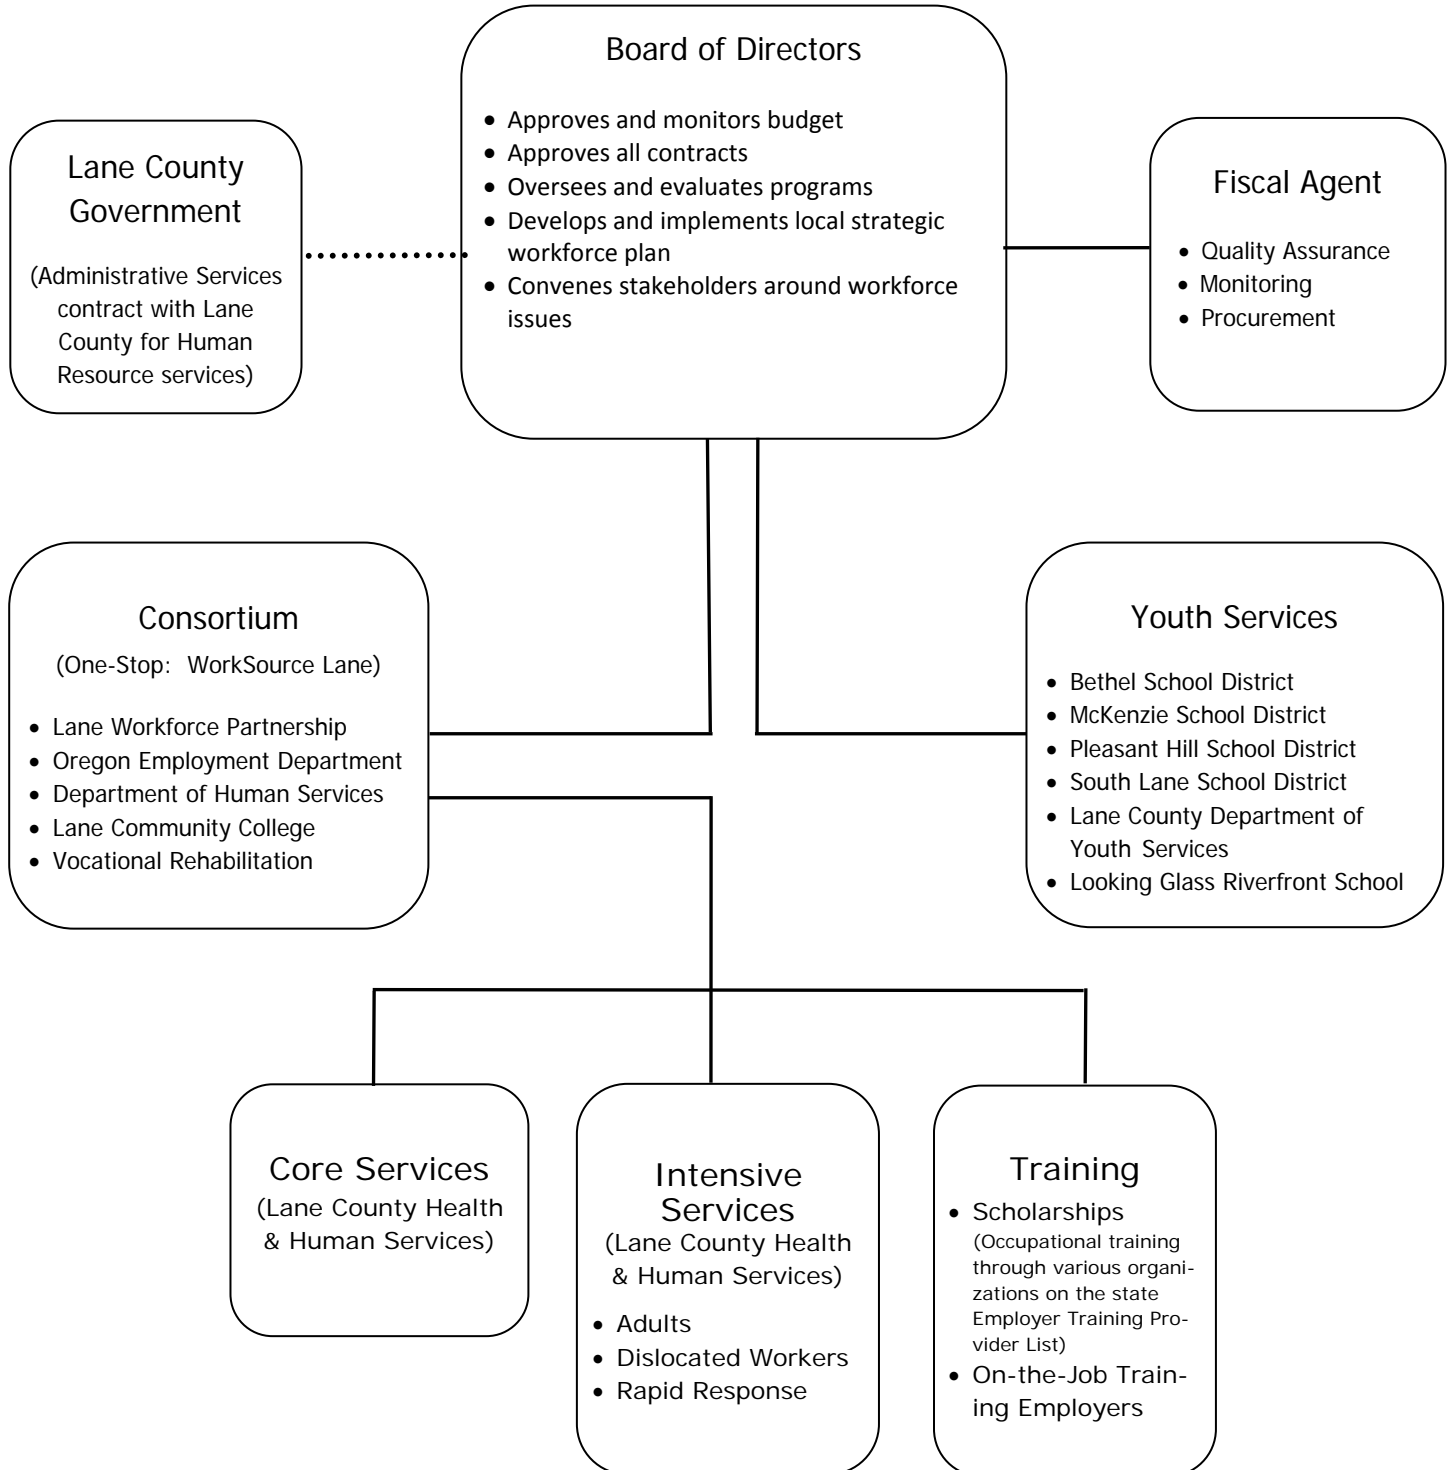 Board of Directors
• Approves and monitors budget
• Approves all contracts
• Oversees and evaluates programs
• Develops and implements local strategic
workforce plan
• Convenes stakeholders around workforce
issues
Lane County
Government
(Administrative Services
contract with Lane
County for Human
Resource services)
Fiscal Agent
• Quality Assurance
• Monitoring
• Procurement
Consortium
(One-Stop: WorkSource Lane)
• Lane Workforce Partnership
• Oregon Employment Department
• Department of Human Services
• Lane Community College
• Vocational Rehabilitation
Youth Services
• Bethel School District
• McKenzie School District
• Pleasant Hill School District
• South Lane School District
• Lane County Department of
Youth Services
• Looking Glass Riverfront School
Core Services
(Lane County Health
& Human Services)
Intensive
Services
(Lane County Health
& Human Services)
• Adults
• Dislocated Workers
• Rapid Response
Training
• Scholarships
(Occupational training
through various organi-
zations on the state
Employer Training Pro-
vider List)
• On-the-Job Train-
ing Employers